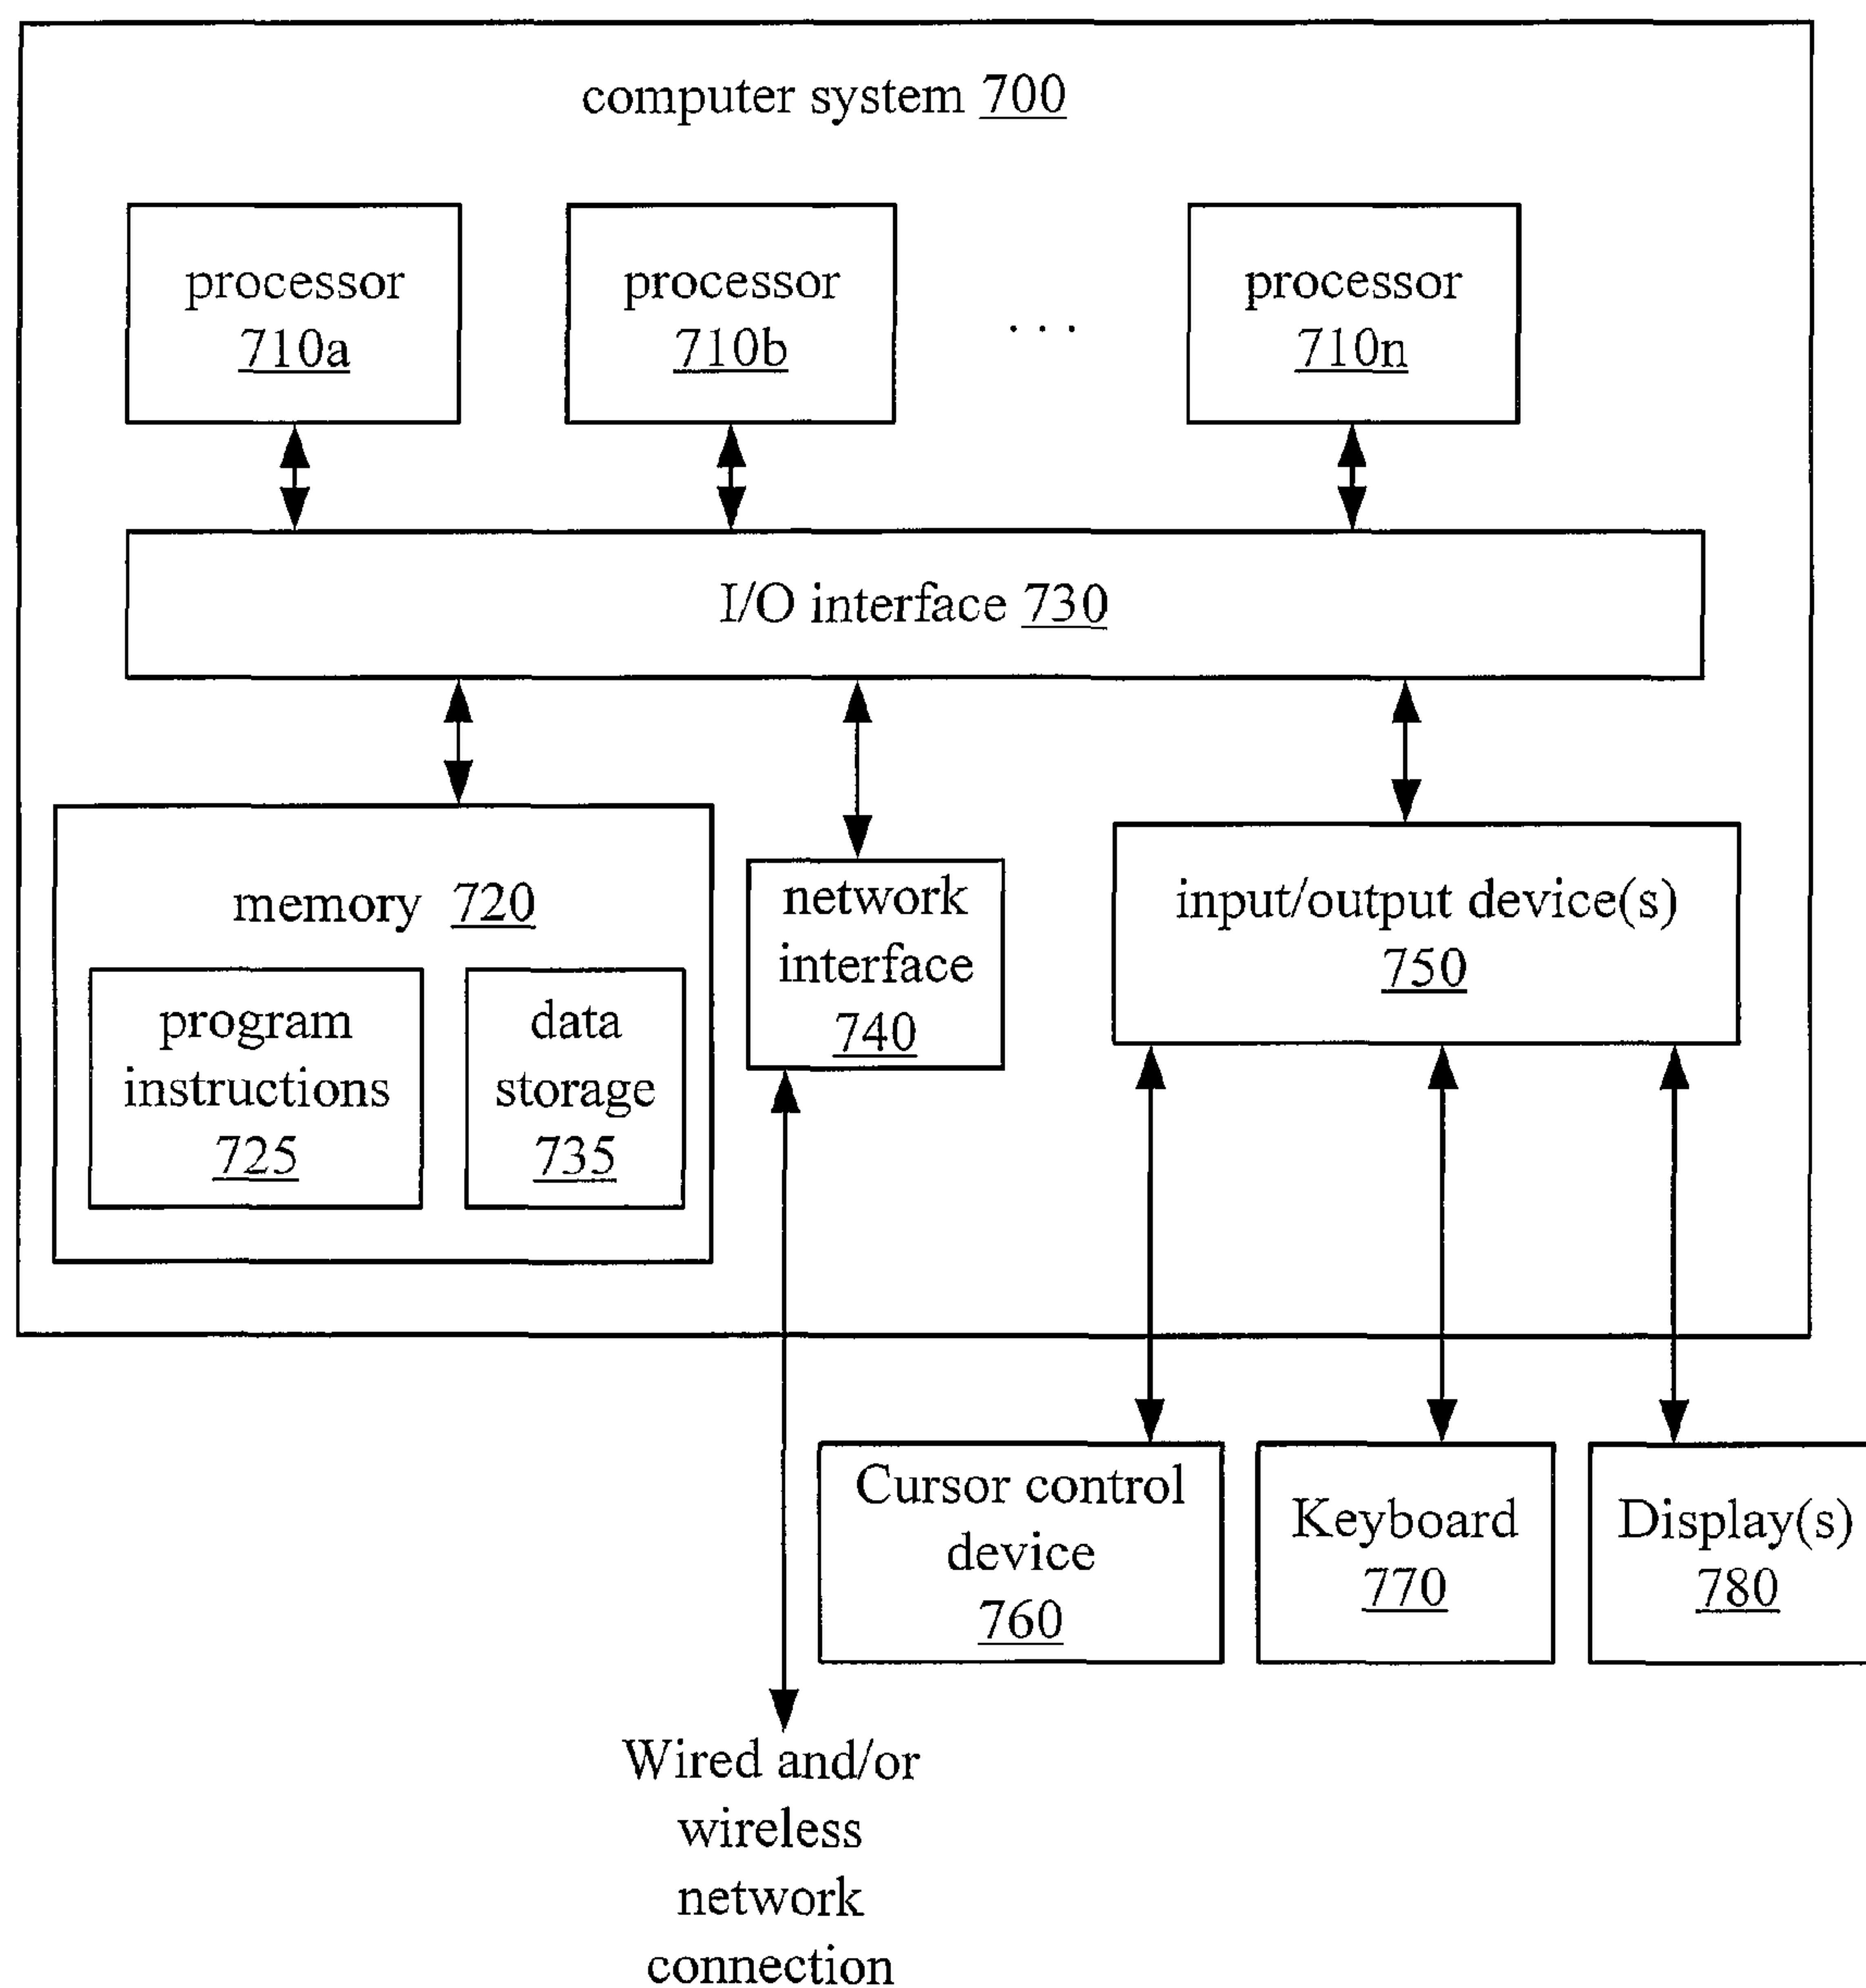 computer system 700
processor
710a
processor
710b
...
processor
710n
I/O interface 730
memory 720
program
instructions
725
data
storage
735
network
interface
740
input/output device(s)
750
Cursor control
device
760
Keyboard
770
Display(s)
780
Wired and/or
wireless
network
connection